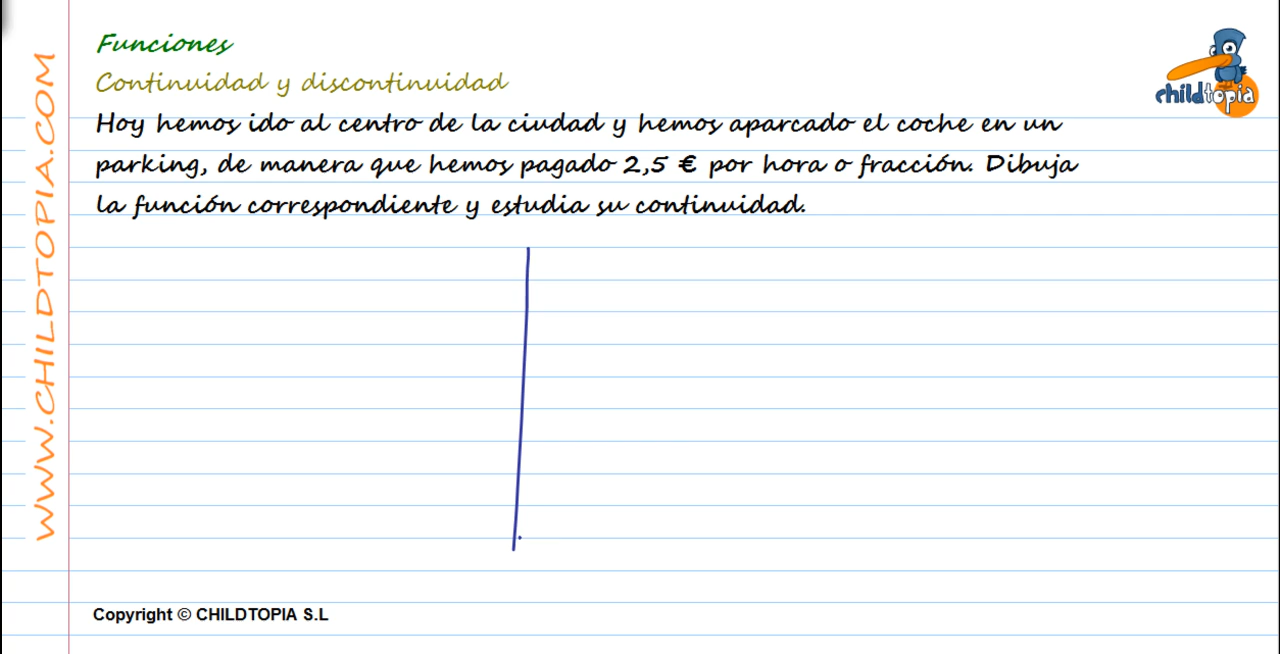 Funciones
Continuidad y discontinuidad
Hoy hemos ido al centro de la ciudad y hemos aparcado el coche en un
parking, de manera que hemos pagado 2,5 € por hora o fracción. Dibuja
la función correspondiente y estudia su continuidad.
WWW.CHILDTOPIA.COM
childtopia
Copyright © CHILDTOPIA S.L